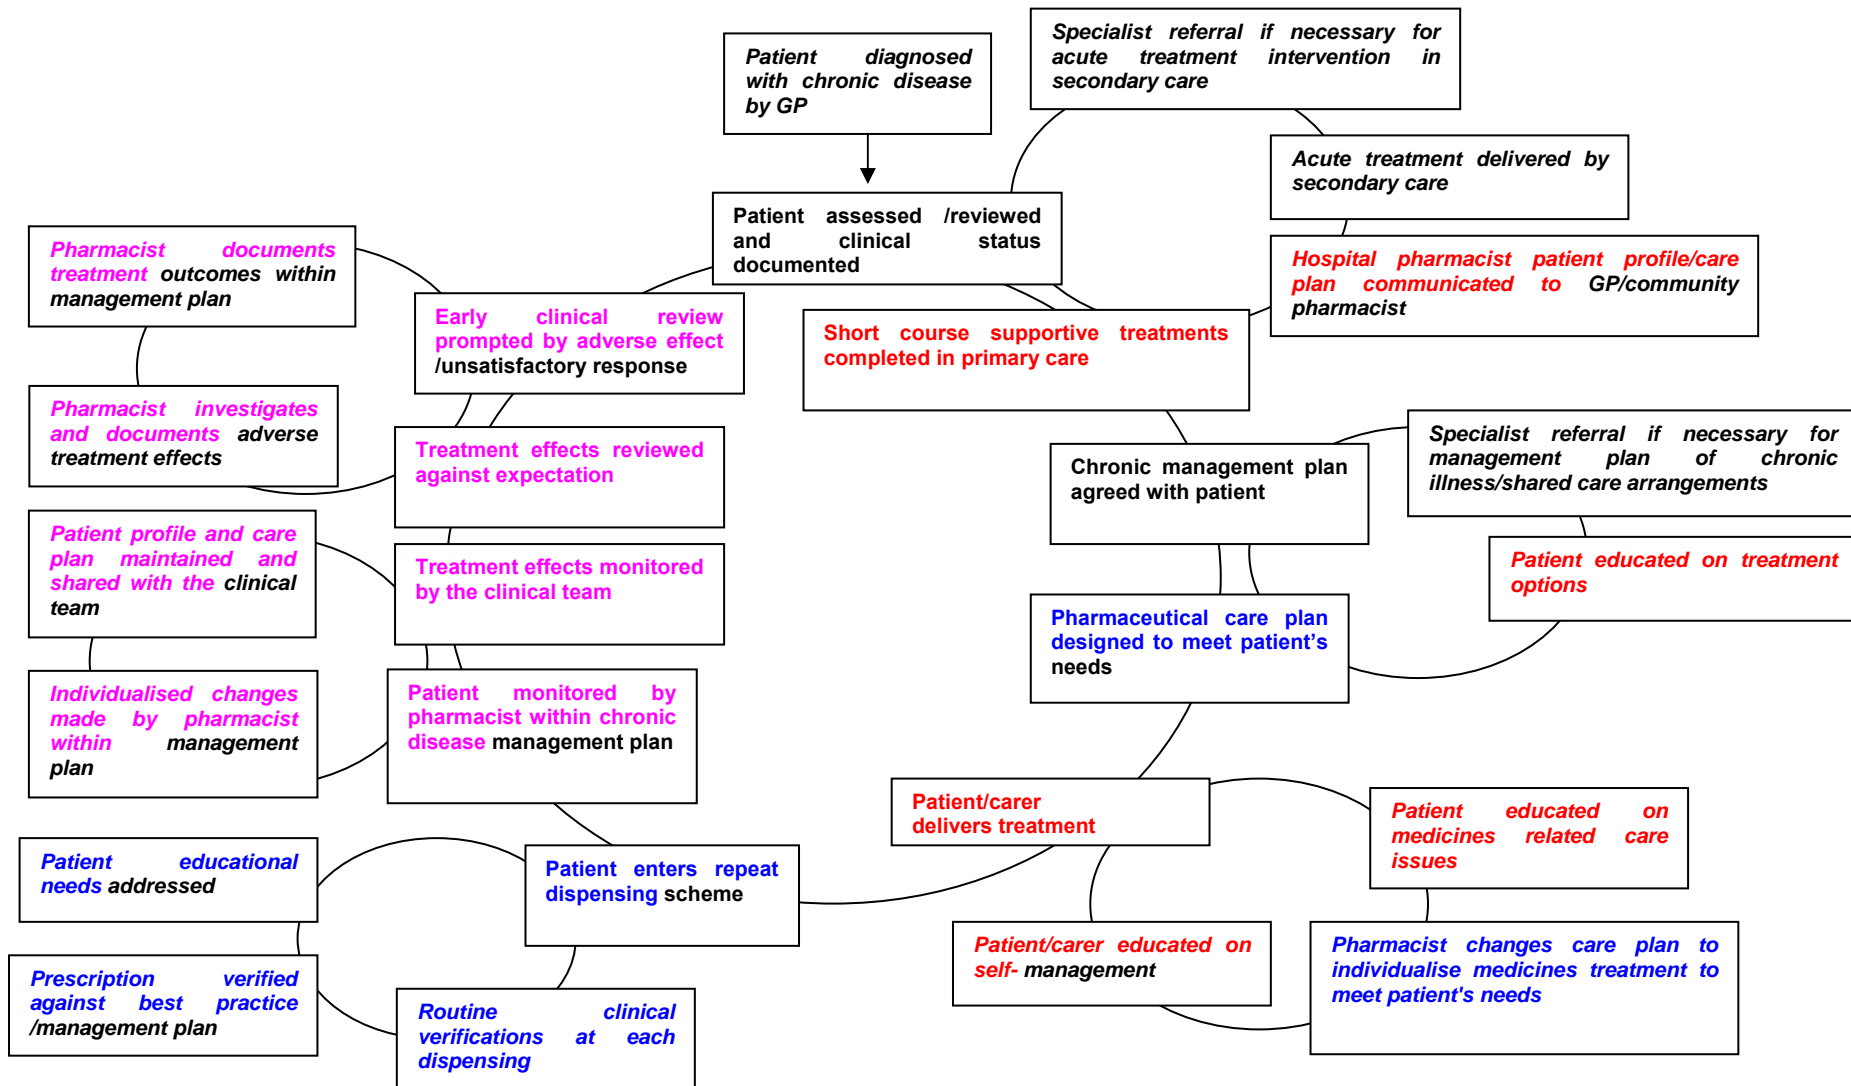 Patient diagnosed
with chronic disease
by GP
Specialist referral if necessary for
acute treatment intervention in
secondary care
Acute treatment delivered by
secondary care
Patient assessed /reviewed
and clinical status
documented
Hospital pharmacist patient profile/care
plan communicated to GP/community
pharmacist
Pharmacist documents
treatment outcomes within
management plan
Early clinical review
prompted by adverse effect
/unsatisfactory response
Short course supportive treatments
completed in primary care
Pharmacist investigates
and documents adverse
treatment effects
Treatment effects reviewed
against expectation
Chronic management plan
agreed with patient
Specialist referral if necessary for
management plan of chronic
illness/shared care arrangements
Patient profile and care
plan maintained and
shared with the clinical
team
Treatment effects monitored
by the clinical team
Patient educated on treatment
options
Pharmaceutical care plan
designed to meet patient’s
needs
Individualised changes
made by pharmacist
within management
plan
Patient monitored by
pharmacist within chronic
disease management plan
Patient/carer
delivers treatment
Patient educated on
medicines related care
issues
Patient educational
needs addressed
Patient enters repeat
dispensing scheme
Patient/carer educated on
self- management
Pharmacist changes care plan to
individualise medicines treatment to
meet patient's needs
Prescription verified
against best practice
/management plan
Routine clinical
verifications at each
dispensing